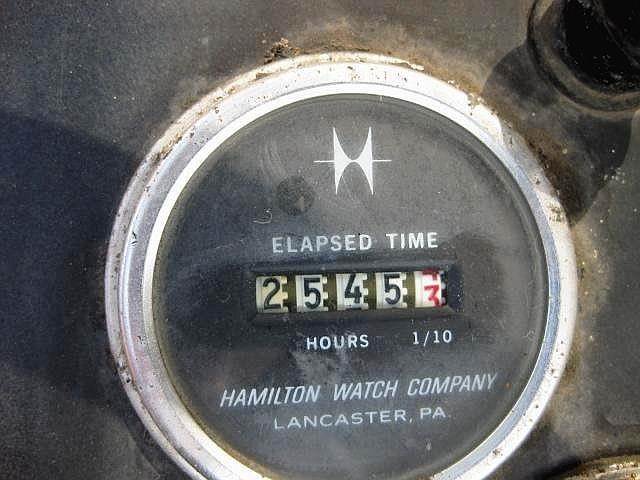 ELAPSED TIME
25453
HOURS 1/10
HAMILTON WATCH COMPANY
LANCASTER, PA.